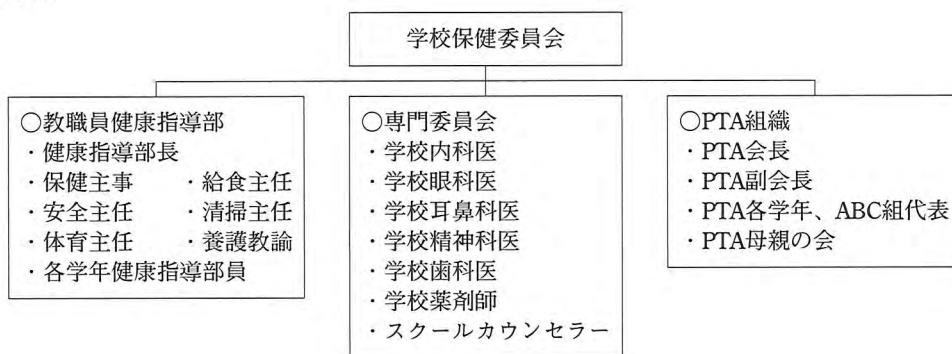 学校保健委員会
○教職員健康指導部
・健康指導部長
・保健主事　・給食主任
・安全主任　・清掃主任
・体育主任　・養護教諭
・各学年健康指導部員
○専門委員会
・学校内科医
・学校眼科医
・学校耳鼻科医
・学校精神科医
・学校歯科医
・学校薬剤師
・スクールカウンセラー
○PTA組織
・PTA会長
・PTA副会長
・PTA各学年、ABC組代表
・PTA母親の会